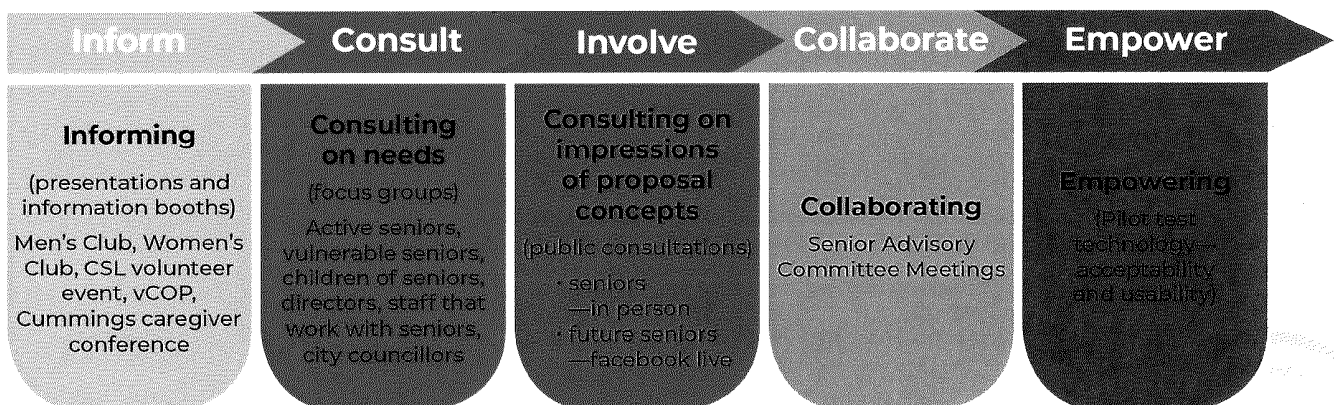 Inform
Consult
Involve
Collaborate
Empower
Informing
(presentations and
information booths)
Men's Club, Women's
Club, CSL volunteer
event, vCOP,
Cummings caregiver
conference
Consulting
on needs
(focus groups)
Active seniors,
vulnerable seniors,
children of seniors,
directors, staff that
work with seniors,
city councillors
Consulting on
impressions
of proposal
concepts
(public consultations)
· seniors
—in person
· future seniors
—facebook live
Collaborating
Senior Advisory
Committee Meetings
Empowering
(Pilot test
technology—
acceptability
and usability)